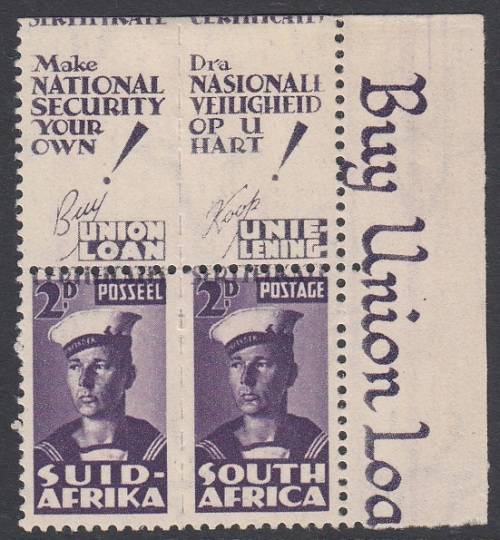 CERTIFICATE
Make
NATIONAL
SECURITY
YOUR
OWN!
Buy
UNION
LOAN
Dra
NASIONALE
VEILIGHEID
OP U
HART!
Koop
UNIE-
LENING
2D POSSEEL
SUID-
AFRIKA
2D POSTAGE
SOUTH
AFRICA
Buy Union Loa